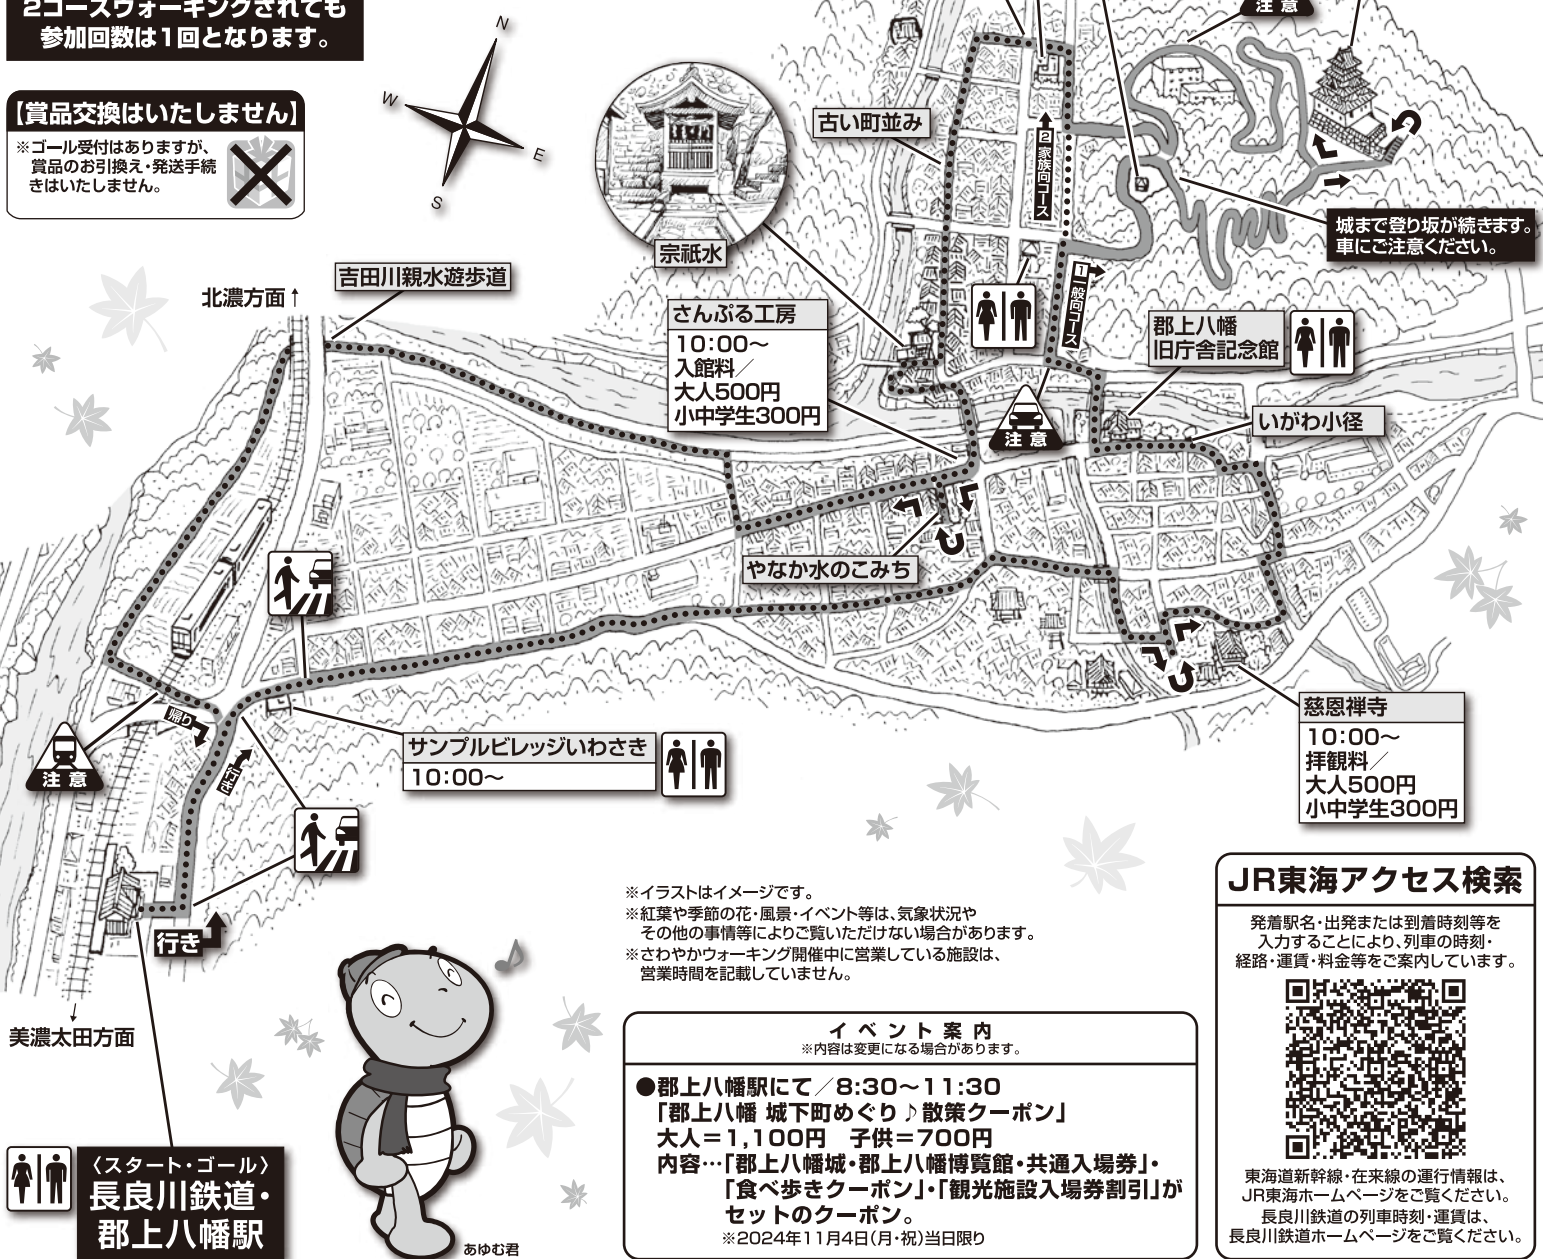 2コースウォーキングされても
参加回数は1回となります。
【賞品交換はいたしません】
※ゴール受付はありますが、
賞品のお引換え・発送手続
きはいたしません。
N
W
E
S
注意
宗祇水
古い町並み
2 家族向コース
1 一般向コース
城まで登り坂が続きます。
車にご注意ください。
北濃方面↑
吉田川親水遊歩道
さんぷる工房
10:00～
入館料／
大人500円
小中学生300円
郡上八幡
旧庁舎記念館
注意
いがわ小径
やなか水のこみち
帰り
行き
注意
サンプルビレッジいわさき
10:00～
慈恩禅寺
10:00～
拝観料／
大人500円
小中学生300円
行き
↓
美濃太田方面
〈スタート・ゴール〉
長良川鉄道・
郡上八幡駅
あゆむ君
※イラストはイメージです。
※紅葉や季節の花・風景・イベント等は、気象状況や
その他の事情等によりご覧いただけない場合があります。
※さわやかウォーキング開催中に営業している施設は、
営業時間を記載していません。
イベント案内
※内容は変更になる場合があります。
●郡上八幡駅にて／8:30～11:30
「郡上八幡 城下町めぐり♪散策クーポン」
大人＝1,100円 子供＝700円
内容…「郡上八幡城・郡上八幡博覧館・共通入場券」・
「食べ歩きクーポン」・「観光施設入場券割引」が
セットのクーポン。
※2024年11月4日(月・祝)当日限り
JR東海アクセス検索
発着駅名・出発または到着時刻等を
入力することにより、列車の時刻・
経路・運賃・料金等をご案内しています。
東海道新幹線・在来線の運行情報は、
JR東海ホームページをご覧ください。
長良川鉄道の列車時刻・運賃は、
長良川鉄道ホームページをご覧ください。